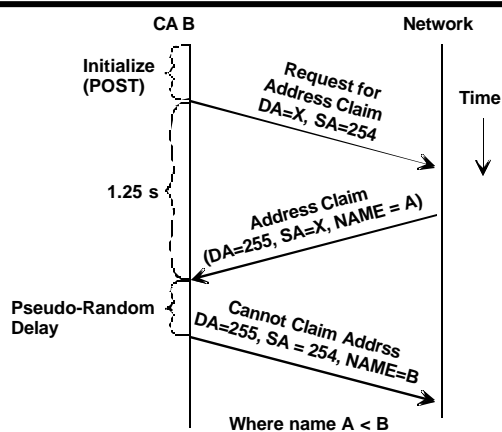 CA B
Network
Initialize
(POST)
Request for
Address Claim
DA=X, SA=254
Time
1.25 s
Address Claim
(DA=255, SA=X, NAME = A)
Pseudo-Random
Delay
Cannot Claim Addrss
DA=255, SA = 254, NAME=B
Where name A < B